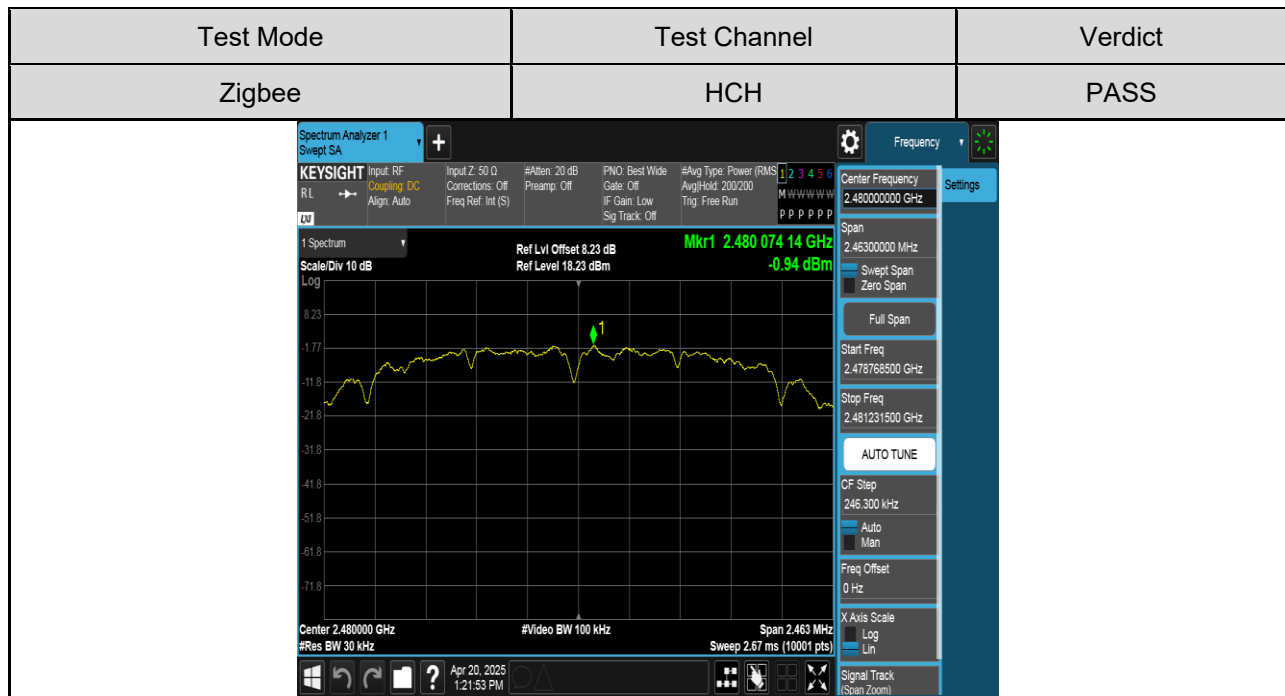 Test Mode Test Channel Verdict
Zigbee HCH PASS
Spectrum Analyzer 1
Swept SA
+
Frequency
KEYSIGHT Input: RF Input Z: 50 Ω #Atten: 20 dB PNO: Best Wide #Avg Type: Power (RMS 1 2 3 4 5 6
RL Coupling: DC Corrections: Off Preamp: Off Gate: Off Avg|Hold: 200/200 M W W W W W
Align: Auto Freq Ref: Int (S) IF Gain: Low Trig: Free Run
LXI Sig Track: Off P P P P P P
1 Spectrum
Scale/Div 10 dB
Ref Lvl Offset 8.23 dB
Ref Level 18.23 dBm
Mkr1 2.480 074 14 GHz
-0.94 dBm
Log
8.23
1
-1.77
-11.8
-21.8
-31.8
-41.8
-51.8
-61.8
-71.8
Center 2.480000 GHz #Video BW 100 kHz Span 2.463 MHz
#Res BW 30 kHz Sweep 2.67 ms (10001 pts)
? Apr 20, 2025
1:21:53 PM
Center Frequency
2.480000000 GHz
Settings
Span
2.46300000 MHz
Swept Span
Zero Span
Full Span
Start Freq
2.478768500 GHz
Stop Freq
2.481231500 GHz
AUTO TUNE
CF Step
246.300 kHz
Auto
Man
Freq Offset
0 Hz
X Axis Scale
Log
Lin
Signal Track
(Span Zoom)